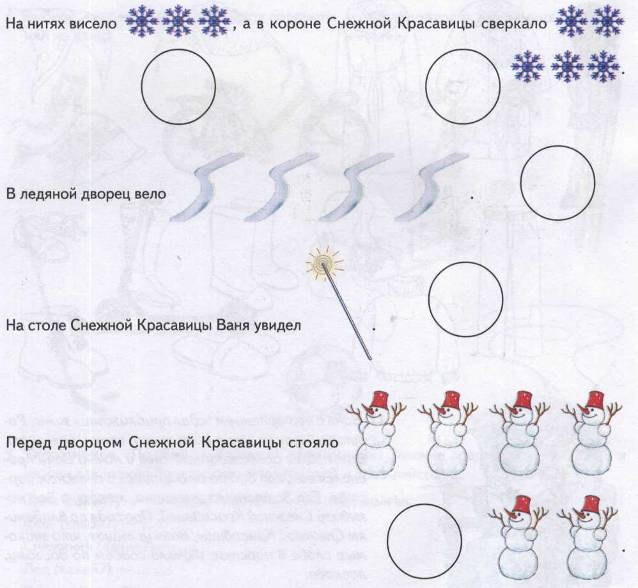 На нитях висело , а в короне Снежной Красавицы сверкало .
В ледяной дворец вело .
На столе Снежной Красавицы Ваня увидел .
Перед дворцом Снежной Красавицы стояло